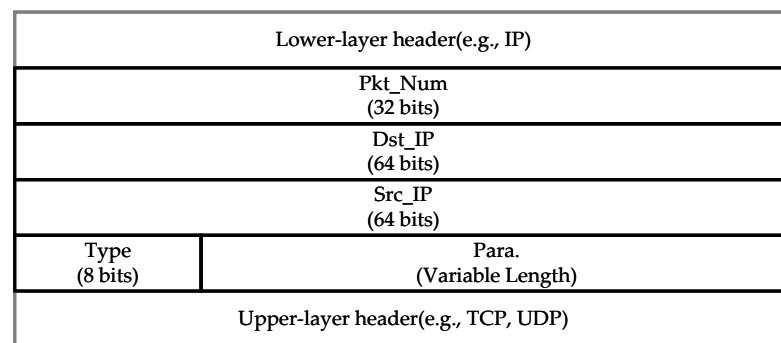 Lower-layer header(e.g., IP)
Pkt_Num
(32 bits)
Dst_IP
(64 bits)
Src_IP
(64 bits)
Type
(8 bits)
Para.
(Variable Length)
Upper-layer header(e.g., TCP, UDP)